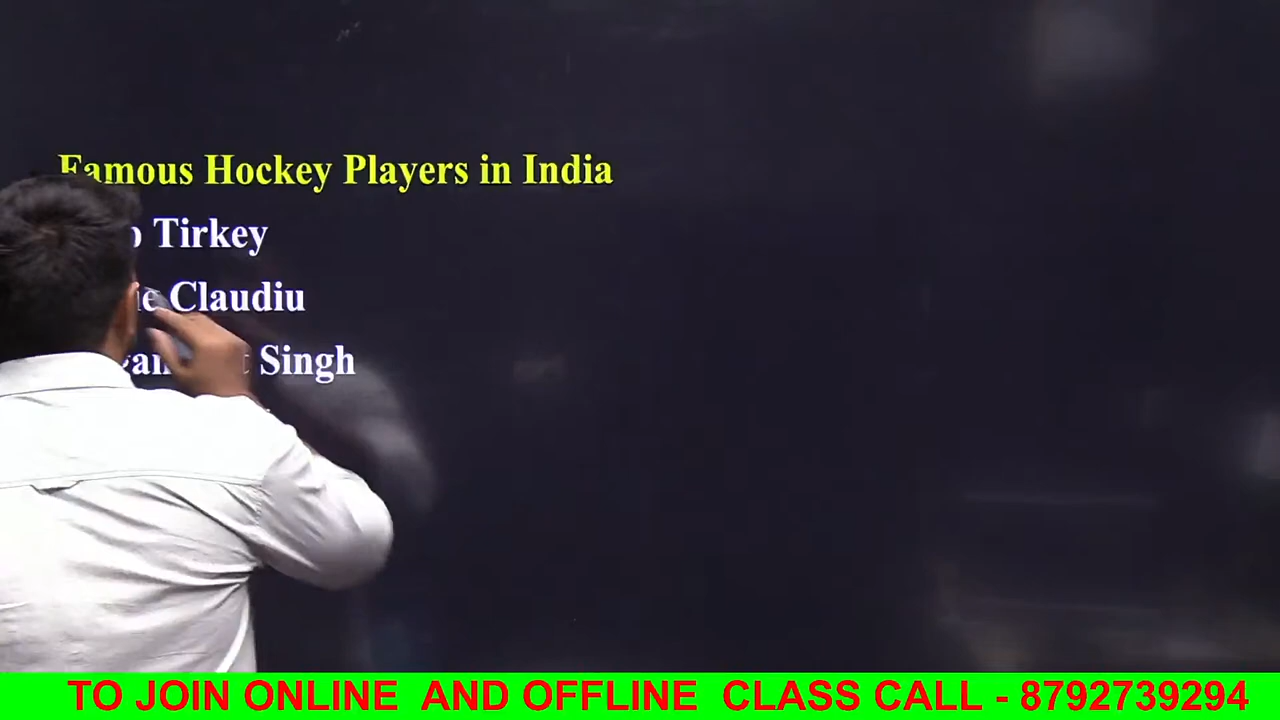 Famous Hockey Players in India
Tirkey
Claudiu
Singh
TO JOIN ONLINE AND OFFLINE CLASS CALL - 8792739294